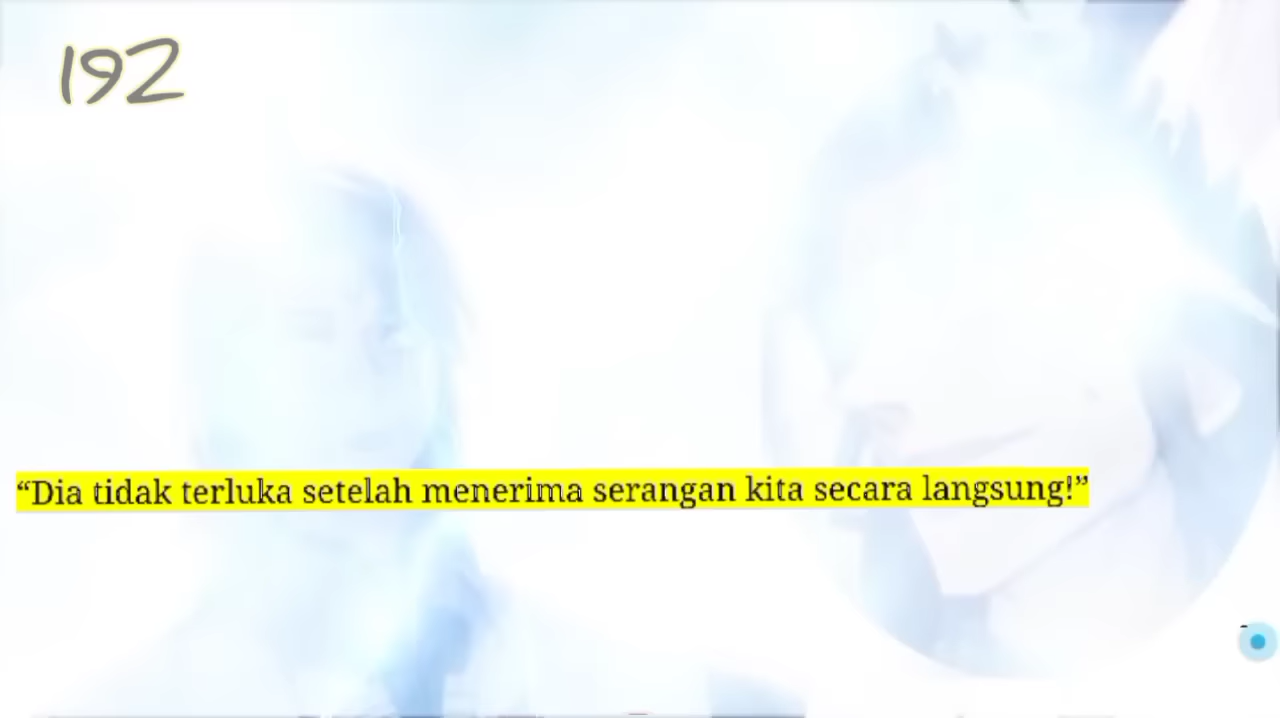 192
“Dia tidak terluka setelah menerima serangan kita secara langsung!”